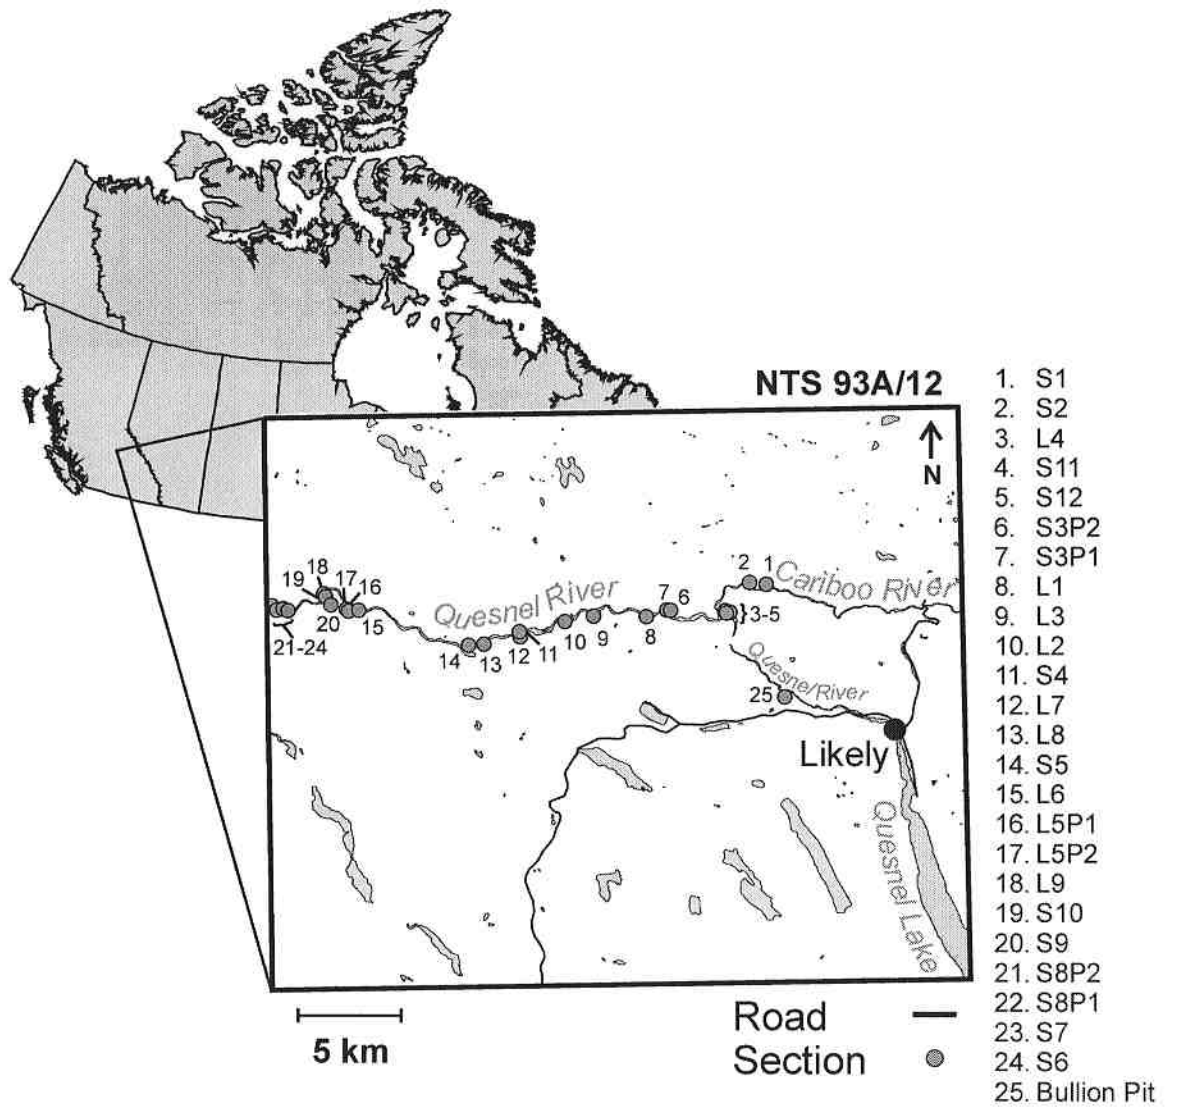 NTS 93A/12
N
Cariboo River
Quesnel River
2
1
3-5
7
6
8
9
10
11
12
13
14
15
16
17
18
19
20
21-24
Quesnel River
25
Likely
Quesnel Lake
5 km
Road
Section
1. S1
2. S2
3. L4
4. S11
5. S12
6. S3P2
7. S3P1
8. L1
9. L3
10. L2
11. S4
12. L7
13. L8
14. S5
15. L6
16. L5P1
17. L5P2
18. L9
19. S10
20. S9
21. S8P2
22. S8P1
23. S7
24. S6
25. Bullion Pit